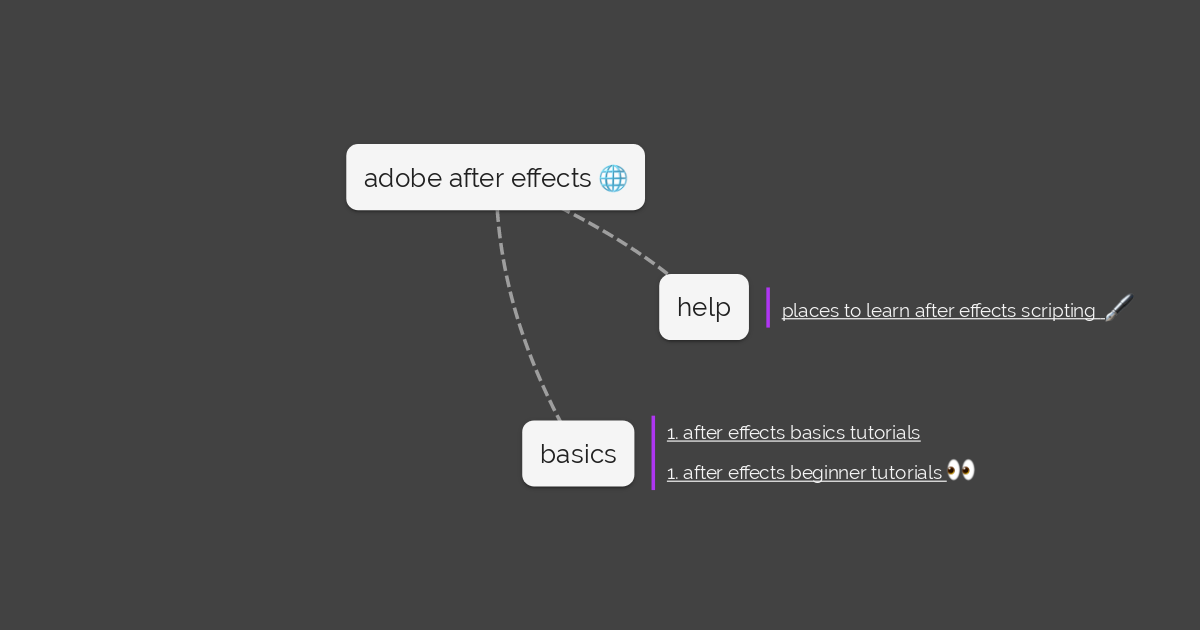 adobe after effects 🌐
help
places to learn after effects scripting 🖌️
basics
1. after effects basics tutorials
1. after effects beginner tutorials 👀